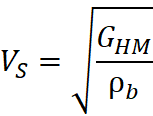 V_S = √(G_HM / ρ_b)